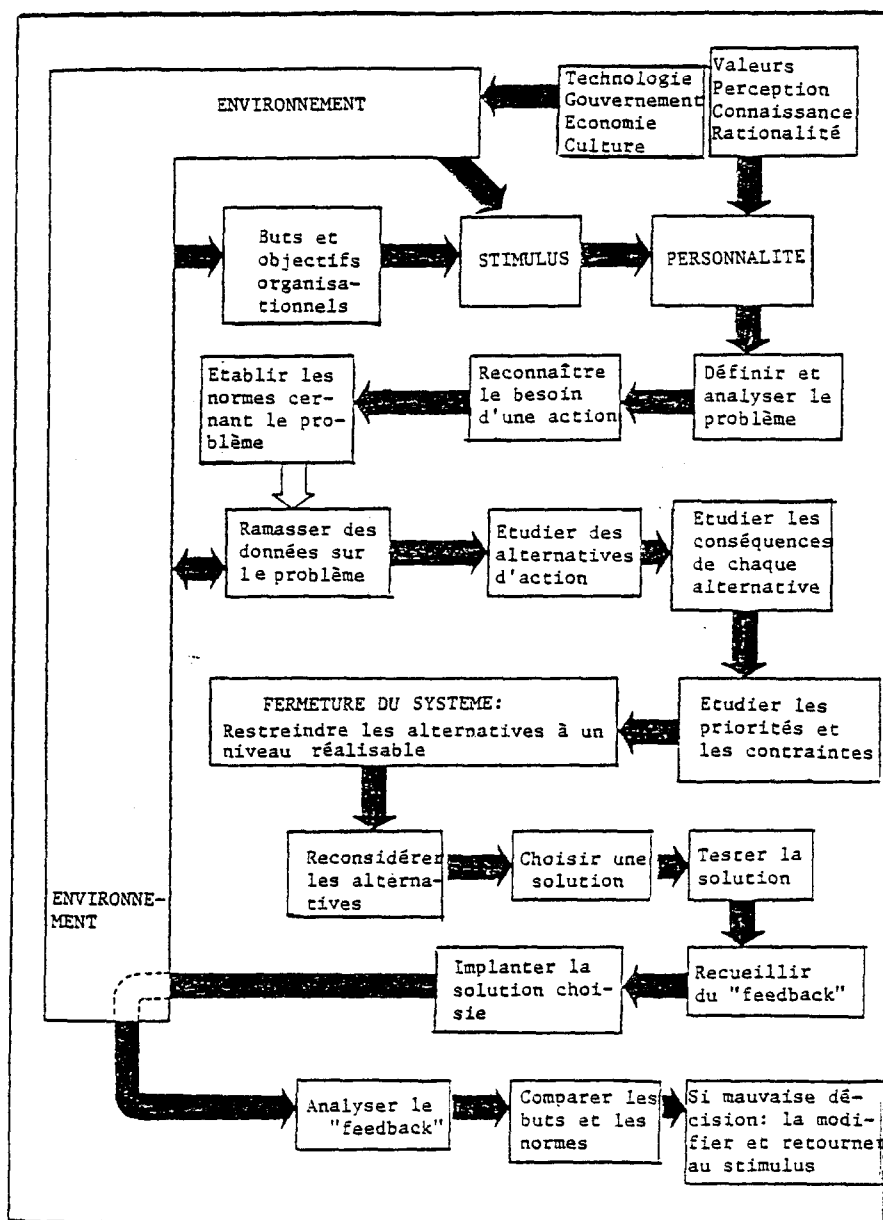 ENVIRONNEMENT
Technologie
Gouvernement
Economie
Culture
Valeurs
Perception
Connaissance
Rationalité
Buts et
objectifs
organisa-
tionnels
STIMULUS
PERSONNALITE
Etablir les
normes cer-
nant le pro-
blème
Reconnaître
le besoin
d'une action
Définir et
analyser le
problème
Ramasser des
données sur
le problème
Etudier des
alternatives
d'action
Etudier les
conséquences
de chaque
alternative
FERMETURE DU SYSTEME:
Restreindre les alternatives à un
niveau réalisable
Etudier les
priorités et
les contraintes
Reconsidérer
les alterna-
tives
Choisir une
solution
Tester la
solution
ENVIRONNE-
MENT
Implanter la
solution choi-
sie
Recueillir
du "feedback"
Analyser le
"feedback"
Comparer les
buts et les
normes
Si mauvaise dé-
cision: la modi-
fier et retourner
au stimulus